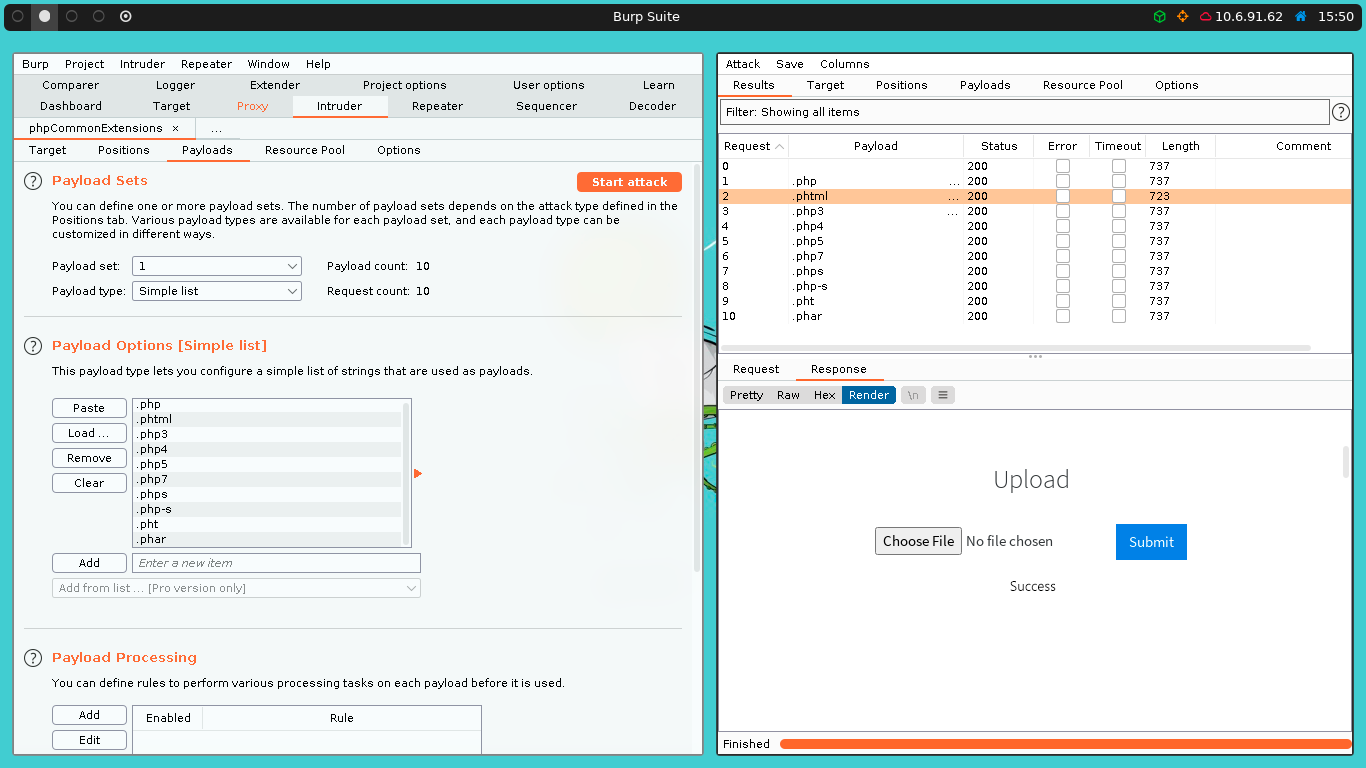 Burp Suite
10.6.91.62 15:50
Burp Project Intruder Repeater Window Help
Comparer Logger Extender Project options User options Learn
Dashboard Target Proxy Intruder Repeater Sequencer Decoder
phpCommonExtensions × ...
Target Positions Payloads Resource Pool Options
? Payload Sets Start attack
You can define one or more payload sets. The number of payload sets depends on the attack type defined in the
Positions tab. Various payload types are available for each payload set, and each payload type can be
customized in different ways.
Payload set: 1 Payload count: 10
Payload type: Simple list Request count: 10
? Payload Options [Simple list]
This payload type lets you configure a simple list of strings that are used as payloads.
Paste
Load ...
Remove
Clear
.php
.phtml
.php3
.php4
.php5
.php7
.phps
.php-s
.pht
.phar
Add Enter a new item
Add from list ... [Pro version only]
? Payload Processing
You can define rules to perform various processing tasks on each payload before it is used.
Add
Edit
Enabled Rule
Attack Save Columns
Results Target Positions Payloads Resource Pool Options
Filter: Showing all items ?
Request Payload Status Error Timeout Length Comment
0 200 737
1 .php ... 200 737
2 .phtml ... 200 723
3 .php3 ... 200 737
4 .php4 200 737
5 .php5 200 737
6 .php7 200 737
7 .phps 200 737
8 .php-s 200 737
9 .pht 200 737
10 .phar 200 737
Request Response
Pretty Raw Hex Render \n
Upload
Choose File No file chosen Submit
Success
Finished